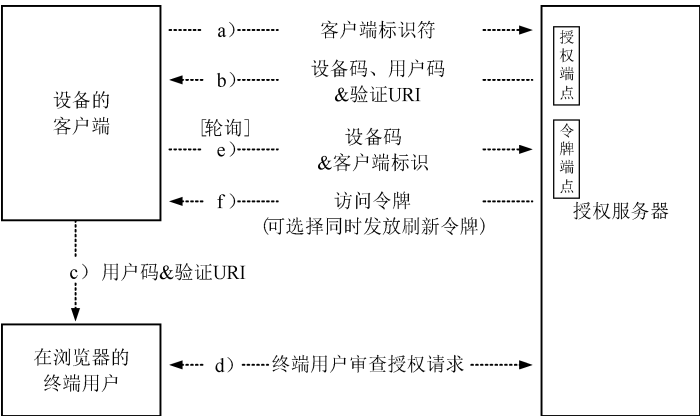 设备的
客户端
a） 客户端标识符
b） 设备码、用户码
&验证URI
[轮询]
e） 设备码
&客户端标识
f） 访问令牌
(可选择同时发放刷新令牌)
授权端点
令牌端点
授权服务器
c） 用户码&验证URI
在浏览器的
终端用户
d） 终端用户审查授权请求